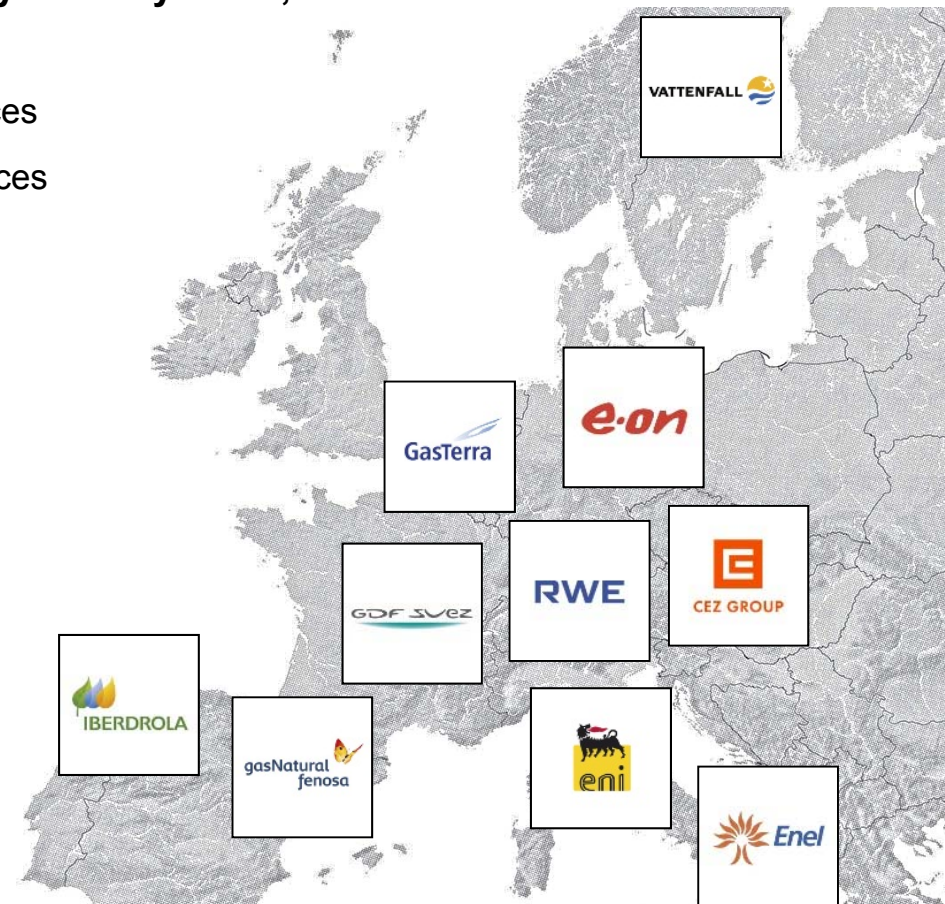 ces
ces
VATTENFALL
e·on
GasTerra
RWE
CEZ GROUP
GDF SUEZ
IBERDROLA
gasNatural
fenosa
eni
Enel